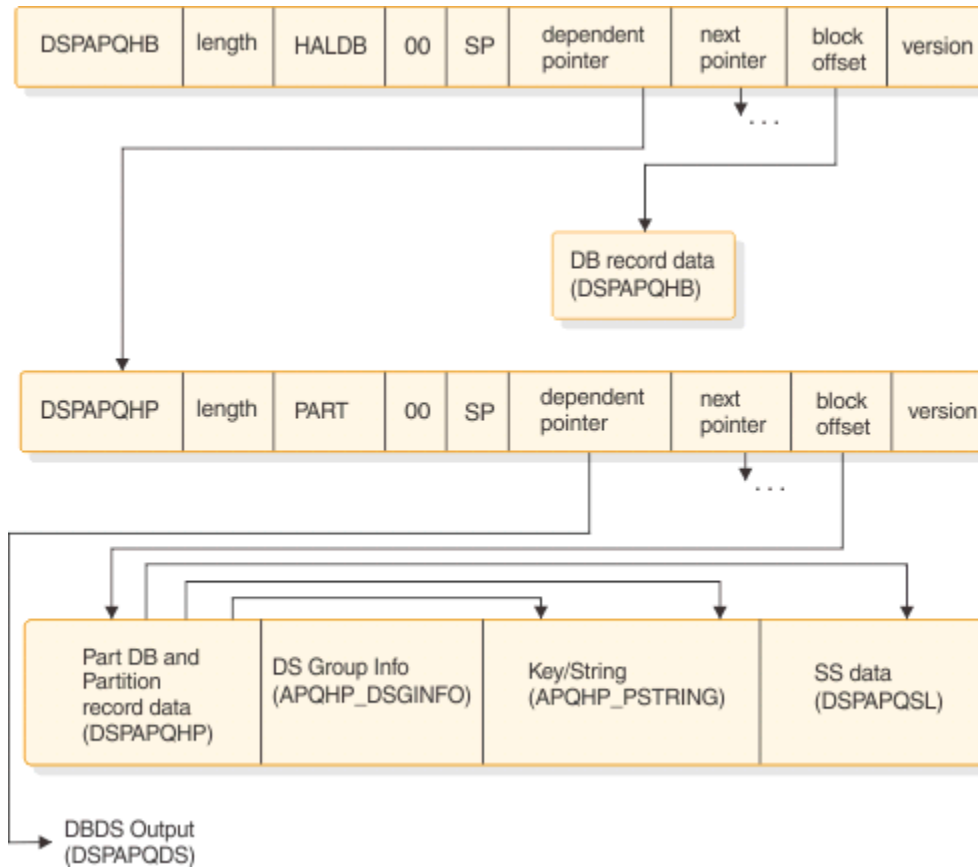 DSPAPQHB length HALDB 00 SP dependent pointer next pointer block offset version
. . .
DB record data
(DSPAPQHB)
DSPAPQHP length PART 00 SP dependent pointer next pointer block offset version
. . .
Part DB and
Partition
record data
(DSPAPQHP)
DS Group Info
(APQHP_DSGINFO)
Key/String
(APQHP_PSTRING)
SS data
(DSPAPQSL)
DBDS Output
(DSPAPQDS)